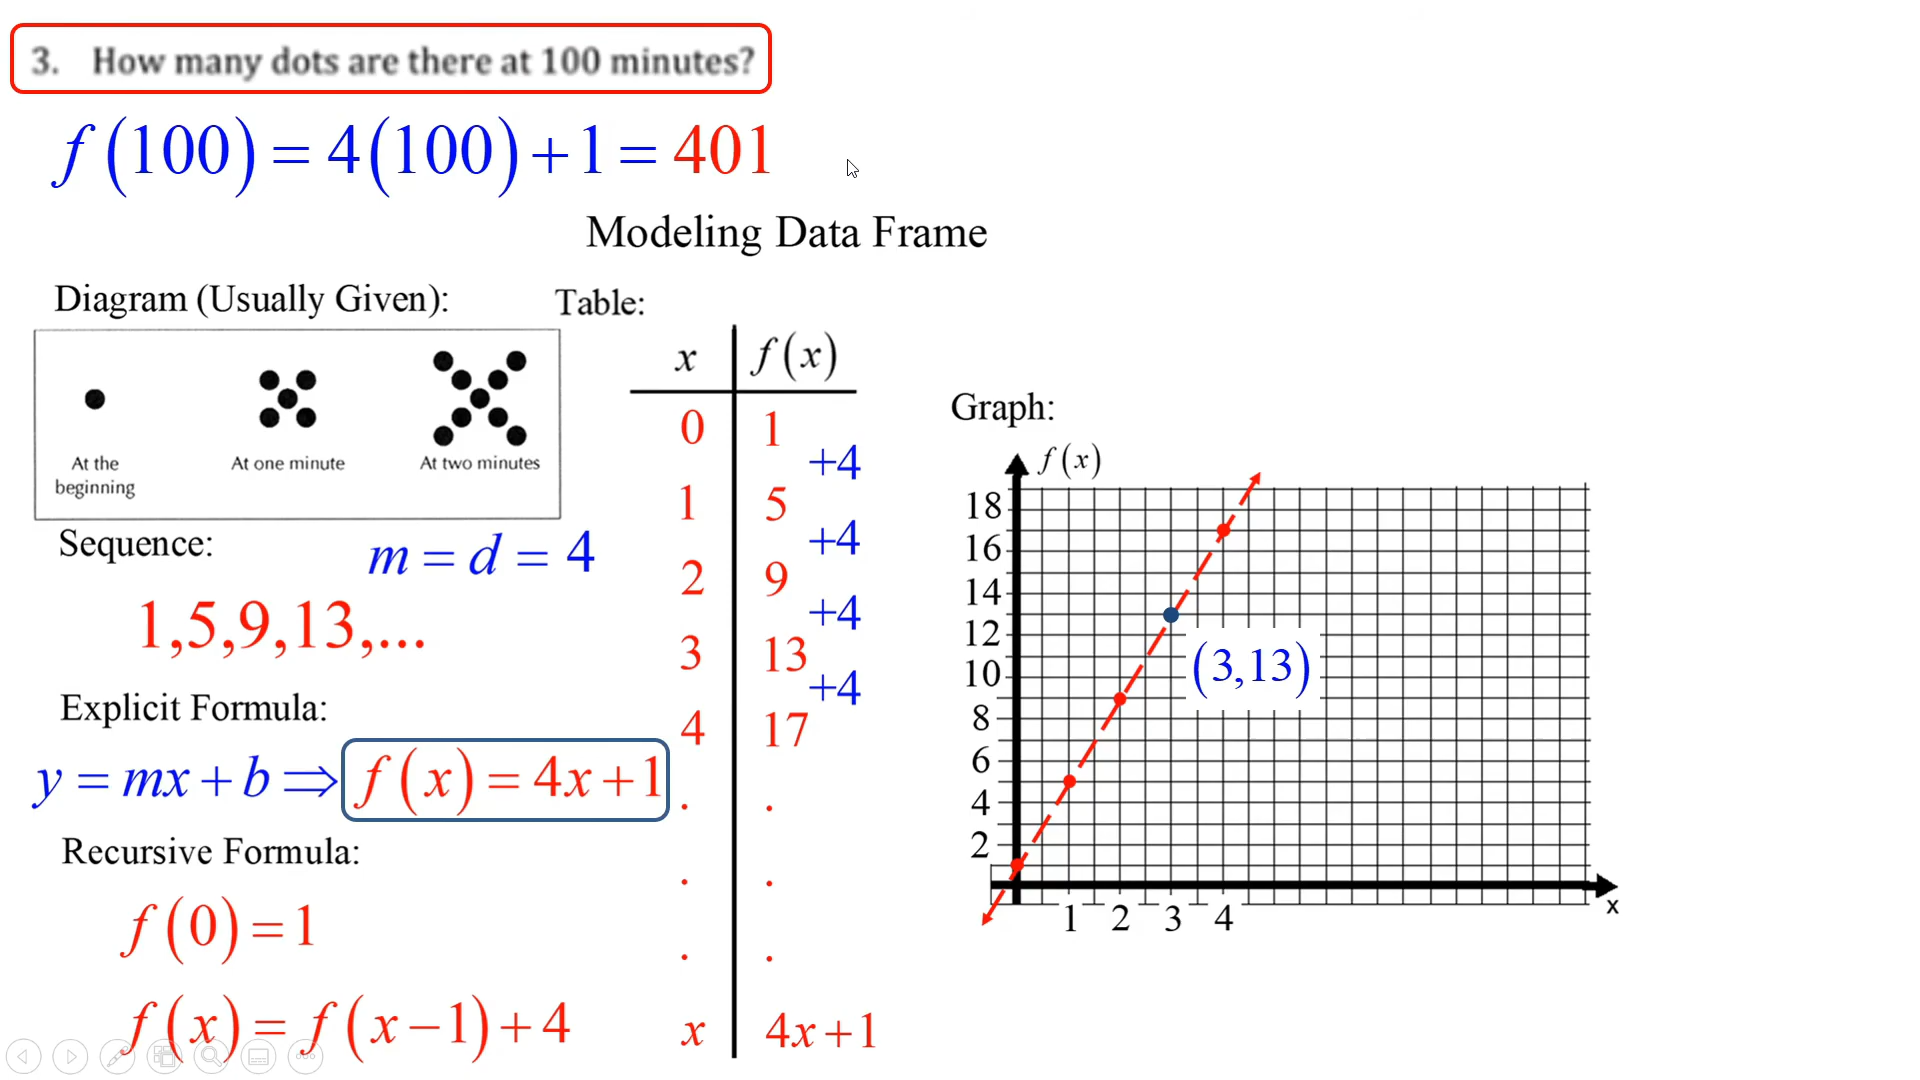 3. How many dots are there at 100 minutes?
f(100) = 4(100) + 1 = 401
Modeling Data Frame
Diagram (Usually Given):
At the
beginning
At one minute
At two minutes
Sequence:
m = d = 4
1,5,9,13,...
Explicit Formula:
y = mx + b ⇒ f(x) = 4x + 1
Recursive Formula:
f(0) = 1
f(x) = f(x − 1) + 4
Table:
x f(x)
0 1
+4
1 5
+4
2 9
+4
3 13
+4
4 17
. .
. .
. .
x 4x + 1
Graph:
f(x)
18
16
14
12
10
8
6
4
2
(3,13)
1 2 3 4
x